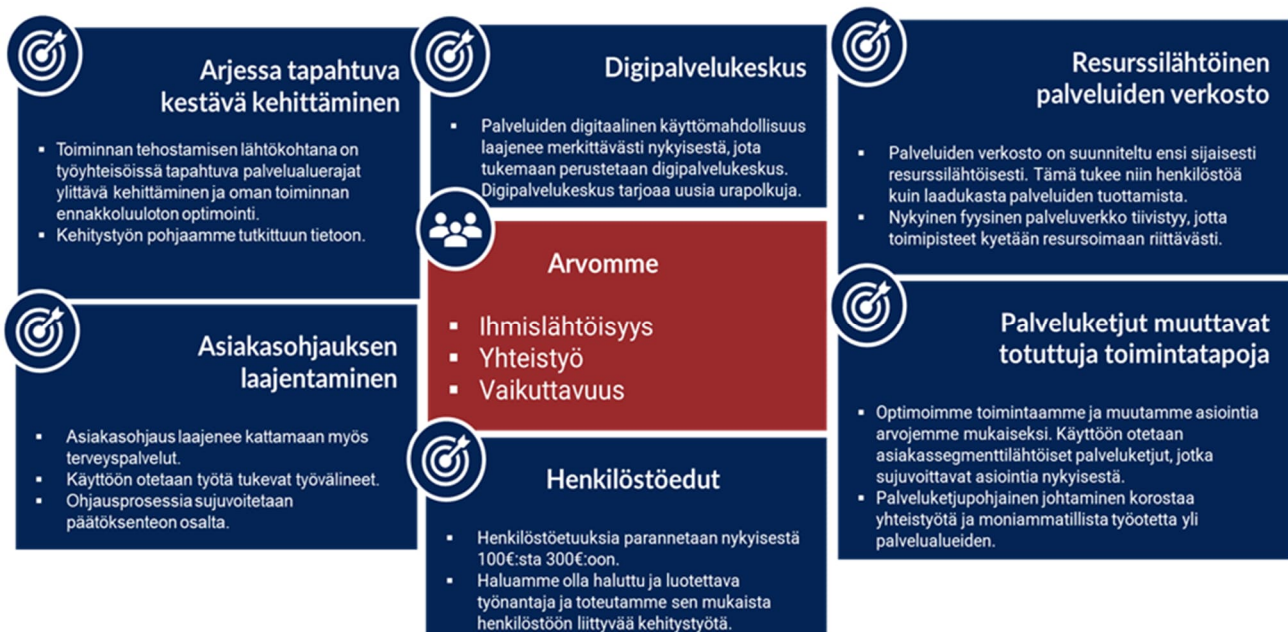 Arjessa tapahtuva
kestävä kehittäminen
▪ Toiminnan tehostamisen lähtökohtana on
työyhteisöissä tapahtuva palvelualuerajat
ylittävä kehittäminen ja oman toiminnan
ennakkoluuloton optimointi.
▪ Kehitystyön pohjaamme tutkittuun tietoon.
Asiakasohjauksen
laajentaminen
▪ Asiakasohjaus laajenee kattamaan myös
terveyspalvelut.
▪ Käyttöön otetaan työtä tukevat työvälineet.
▪ Ohjausprosessia sujuvoitetaan
päätöksenteon osalta.
Digipalvelukeskus
▪ Palveluiden digitaalinen käyttömahdollisuus
laajenee merkittävästi nykyisestä, jota
tukemaan perustetaan digipalvelukeskus.
Digipalvelukeskus tarjoaa uusia urapolkuja.
Arvomme
▪ Ihmislähtöisyys
▪ Yhteistyö
▪ Vaikuttavuus
Henkilöstöedut
▪ Henkilöstöetuuksia parannetaan nykyisestä
100€:sta 300€:oon.
▪ Haluamme olla haluttu ja luotettava
työnantaja ja toteutamme sen mukaista
henkilöstöön liittyvää kehitystyötä.
Resurssilähtöinen
palveluiden verkosto
▪ Palveluiden verkosto on suunniteltu ensi sijaisesti
resurssilähtöisesti. Tämä tukee niin henkilöstöä
kuin laadukasta palveluiden tuottamista.
▪ Nykyinen fyysinen palveluverkko tiivistyy, jotta
toimipisteet kyetään resursoimaan riittävästi.
Palveluketjut muuttavat
totuttuja toimintatapoja
▪ Optimoimme toimintaamme ja muutamme asiointia
arvojemme mukaiseksi. Käyttöön otetaan
asiakassegmenttilähtöiset palveluketjut, jotka
sujuvoittavat asiointia nykyisestä.
▪ Palveluketjupohjainen johtaminen korostaa
yhteistyötä ja moniammatillista työotetta yli
palvelualueiden.